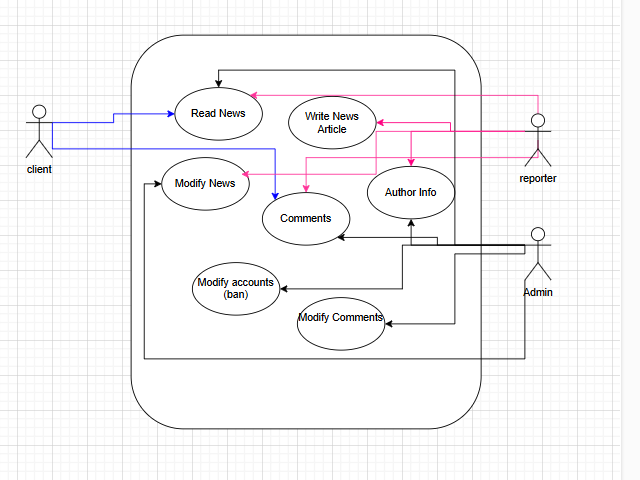 Read News
Write News
Article
client
reporter
Modify News
Author Info
Comments
Modify accounts
(ban)
Admin
Modify Comments